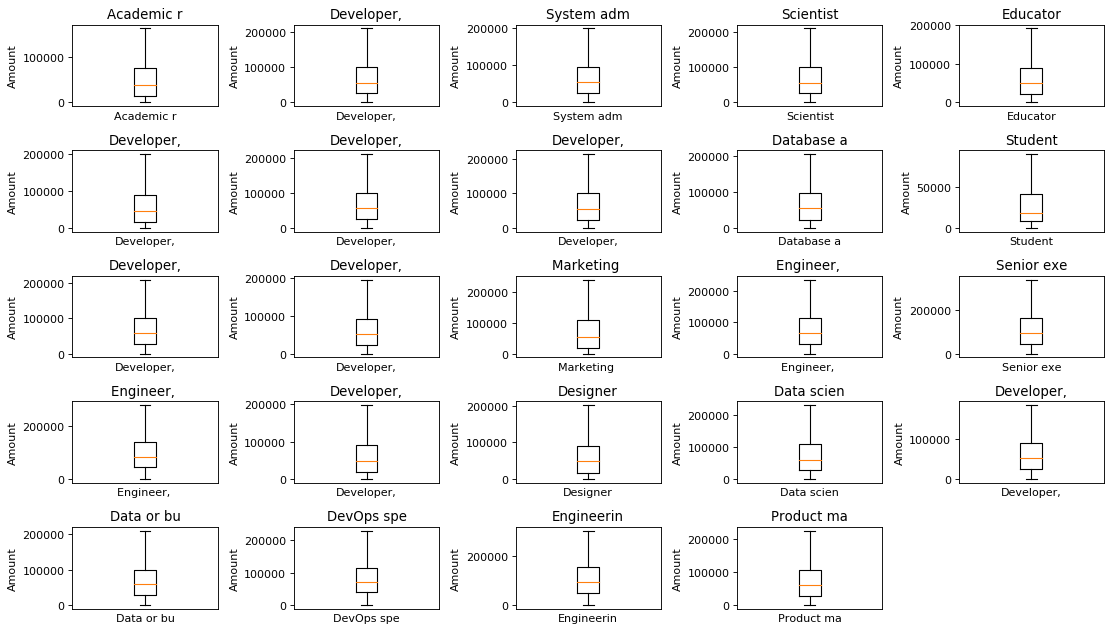 Academic r
Developer,
System adm
Scientist
Educator
Amount
100000
0
Academic r
Amount
200000
100000
0
Developer,
Amount
200000
100000
0
System adm
Amount
200000
100000
0
Scientist
Amount
200000
100000
0
Educator
Developer,
Developer,
Developer,
Database a
Student
Amount
200000
100000
0
Developer,
Amount
200000
100000
0
Developer,
Amount
200000
100000
0
Developer,
Amount
200000
100000
0
Database a
Amount
50000
0
Student
Developer,
Developer,
Marketing
Engineer,
Senior exe
Amount
200000
100000
0
Developer,
Amount
200000
100000
0
Developer,
Amount
200000
100000
0
Marketing
Amount
200000
100000
0
Engineer,
Amount
200000
0
Senior exe
Engineer,
Developer,
Designer
Data scien
Developer,
Amount
200000
0
Engineer,
Amount
200000
100000
0
Developer,
Amount
200000
100000
0
Designer
Amount
200000
100000
0
Data scien
Amount
100000
0
Developer,
Data or bu
DevOps spe
Engineerin
Product ma
Amount
200000
100000
0
Data or bu
Amount
200000
100000
0
DevOps spe
Amount
200000
0
Engineerin
Amount
200000
100000
0
Product ma